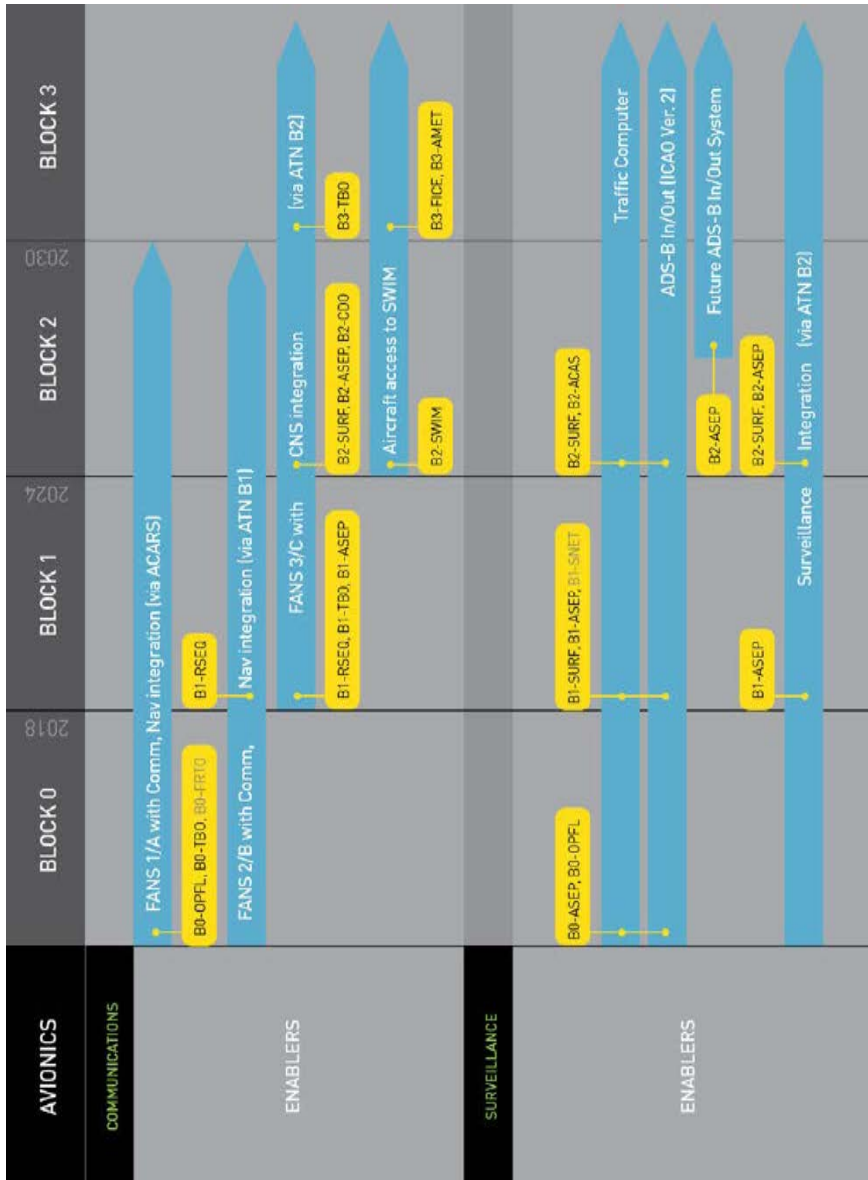 AVIONICS
BLOCK 0
2018
BLOCK 1
2024
BLOCK 2
2030
BLOCK 3
COMMUNICATIONS
ENABLERS
FANS 1/A with Comm, Nav integration (via ACARS)
B0-OPFL, B0-TBO, B0-FRTO
B1-RSEQ
FANS 2/B with Comm,
Nav integration (via ATN B1)
FANS 3/C with
CNS integration
(via ATN B2)
B1-RSEQ, B1-TBO, B1-ASEP
B2-SURF, B2-ASEP, B2-CDO
B3-TBO
Aircraft access to SWIM
B2-SWIM
B3-FICE, B3-AMET
SURVEILLANCE
ENABLERS
B0-ASEP, B0-OPFL
B1-SURF, B1-ASEP, B1-SNET
B2-SURF, B2-ACAS
Traffic Computer
ADS-B In/Out (ICAO Ver. 2)
B2-ASEP
Future ADS-B In/Out System
B1-ASEP
B2-SURF, B2-ASEP
Surveillance
Integration
(via ATN B2)